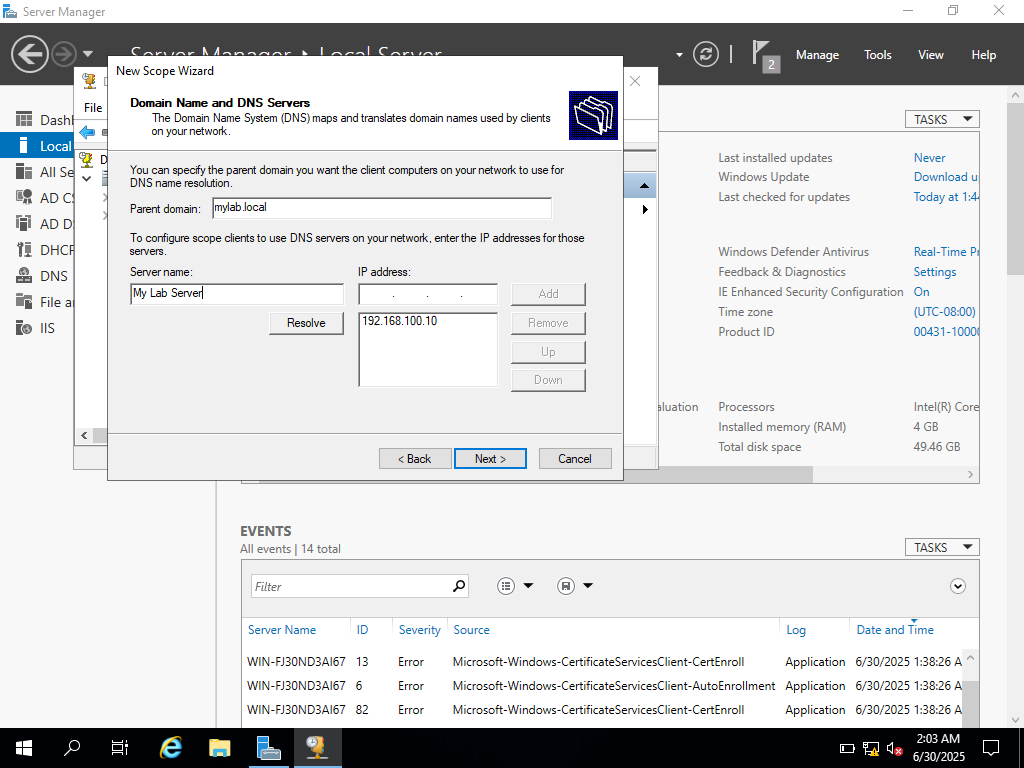 Server Manager
Server Manager • Local Server
2
Manage
Tools
View
Help
New Scope Wizard
File
Domain Name and DNS Servers
The Domain Name System (DNS) maps and translates domain names used by clients
on your network.
You can specify the parent domain you want the client computers on your network to use for
DNS name resolution.
Parent domain:
mylab.local
To configure scope clients to use DNS servers on your network, enter the IP addresses for those
servers.
Server name:
IP address:
My Lab Server
. . .
Add
Resolve
192.168.100.10
Remove
Up
Down
< Back
Next >
Cancel
Dashb
Local
All Se
AD CS
AD D
DHCP
DNS
File a
IIS
D
TASKS
Last installed updates
Never
Windows Update
Download u
Last checked for updates
Today at 1:44
Windows Defender Antivirus
Real-Time Pr
Feedback & Diagnostics
Settings
IE Enhanced Security Configuration
On
Time zone
(UTC-08:00)
Product ID
00431-1000
aluation
Processors
Intel(R) Core
Installed memory (RAM)
4 GB
Total disk space
49.46 GB
EVENTS
All events | 14 total
TASKS
Filter
Server Name
ID
Severity
Source
Log
Date and Time
WIN-FJ30ND3AI67 13 Error Microsoft-Windows-CertificateServicesClient-CertEnroll Application 6/30/2025 1:38:26 A
WIN-FJ30ND3AI67 6 Error Microsoft-Windows-CertificateServicesClient-AutoEnrollment Application 6/30/2025 1:38:26 A
WIN-FJ30ND3AI67 82 Error Microsoft-Windows-CertificateServicesClient-CertEnroll Application 6/30/2025 1:38:26 A
2:03 AM
6/30/2025